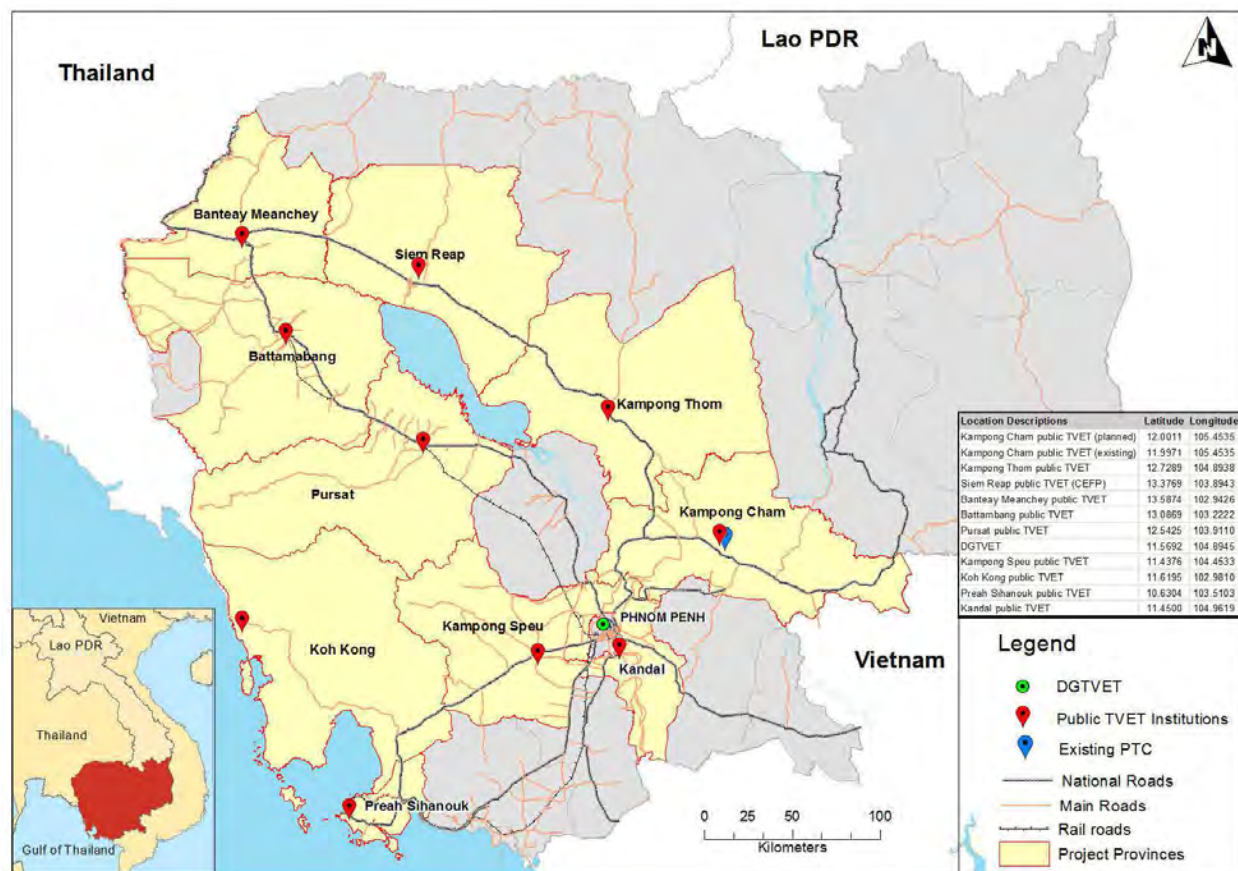 Lao PDR
N
Thailand
Banteay Meanchey
Siem Reap
Battamabang
Kampong Thom
Pursat
Kampong Cham
PHNOM PENH
Kampong Speu
Koh Kong
Kandal
Vietnam
Preah Sihanouk
0 25 50 100
Kilometers
Location Descriptions Latitude Longitude
Kampong Cham public TVET (planned) 12.0011 105.4535
Kampong Cham public TVET (existing) 11.9971 105.4535
Kampong Thom public TVET 12.7289 104.8938
Siem Reap public TVET (CEFP) 13.3769 103.8943
Banteay Meanchey public TVET 13.5874 102.9426
Battambang public TVET 13.0869 103.2222
Pursat public TVET 12.5425 103.9110
DGTVET 11.5692 104.8945
Kampong Speu public TVET 11.4376 104.4533
Koh Kong public TVET 11.6195 102.9810
Preah Sihanouk public TVET 10.6304 103.5103
Kandal public TVET 11.4500 104.9619
Legend
DGTVET
Public TVET Institutions
Existing PTC
National Roads
Main Roads
Rail roads
Project Provinces
Vietnam
Lao PDR
Thailand
Gulf of Thailand